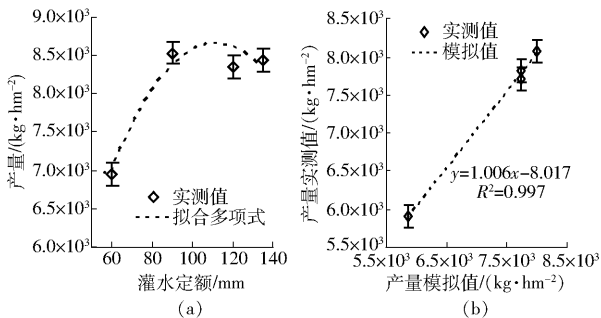 9.0×10³
8.5×10³
8.0×10³
7.5×10³
7.0×10³
6.5×10³
6.0×10³
产量/(kg·hm⁻²)
实测值
拟合多项式
60 80 100 120 140
灌水定额/mm
(a)
8.5×10³
8.0×10³
7.5×10³
7.0×10³
6.5×10³
6.0×10³
5.5×10³
产量实测值/(kg·hm⁻²)
实测值
模拟值
y=1.006x−8.017
R²=0.997
5.5×10³ 6.5×10³ 7.5×10³ 8.5×10³
产量模拟值/(kg·hm⁻²)
(b)